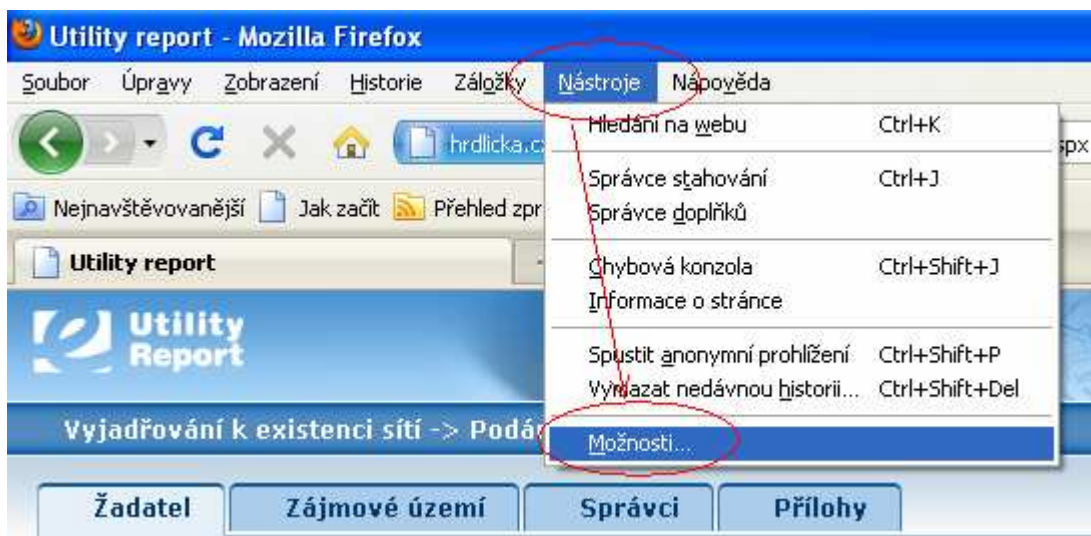 Utility report - Mozilla Firefox
Soubor Úpravy Zobrazení Historie Záložky Nástroje Nápověda
hrdlicka.cz spx
Hledání na webu Ctrl+K
Správce stahování Ctrl+J
Správce doplňků
Chybová konzola Ctrl+Shift+J
Informace o stránce
Spustit anonymní prohlížení Ctrl+Shift+P
Vymazat nedávnou historii... Ctrl+Shift+Del
Možnosti...
Nejnavštěvovanější Jak začít Přehled zpr
Utility report
Utility
Report
Vyjadřování k existenci sítí -> Podá
Žadatel Zájmové území Správci Přílohy